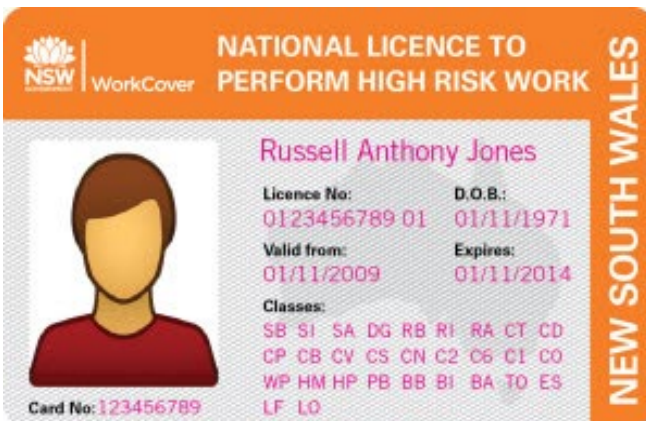 NSW
GOVERNMENT
WorkCover
NATIONAL LICENCE TO
PERFORM HIGH RISK WORK
NEW SOUTH WALES
Russell Anthony Jones
Licence No: D.O.B.:
0123456789 01 01/11/1971
Valid from: Expires:
01/11/2009 01/11/2014
Classes:
SB SI SA DG RB RI RA CT CD
CP CB CV CS CN C2 C6 C1 C0
WP HM HP PB BB BI BA TO ES
LF LO
Card No: 123456789